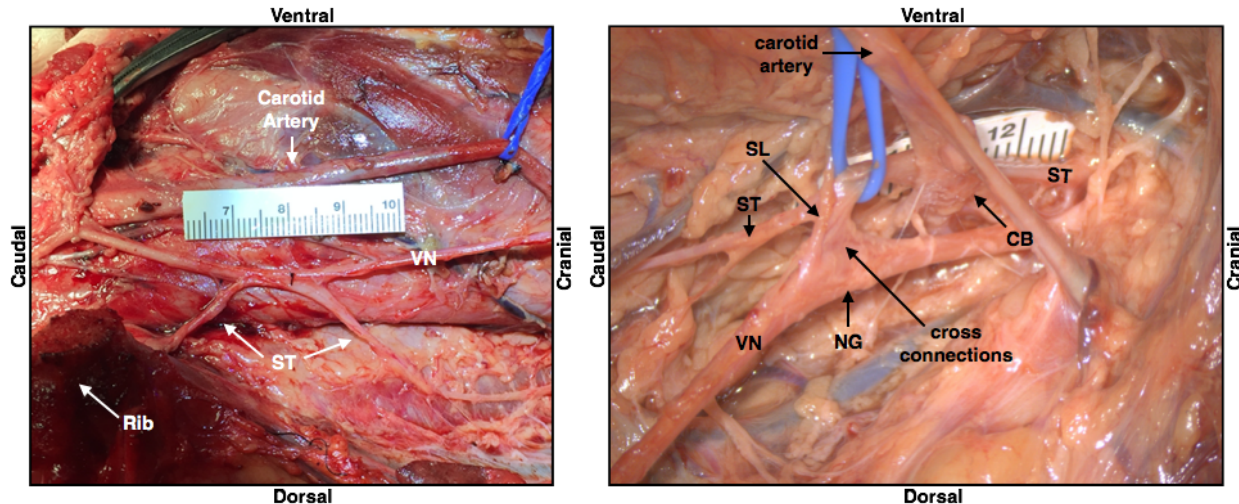 Ventral
Caudal
Carotid
Artery
7 8 9 10
VN
ST
Rib
Cranial
Dorsal
Ventral
Caudal
carotid
artery
12
SL
ST
ST
CB
VN
NG
cross
connections
Cranial
Dorsal